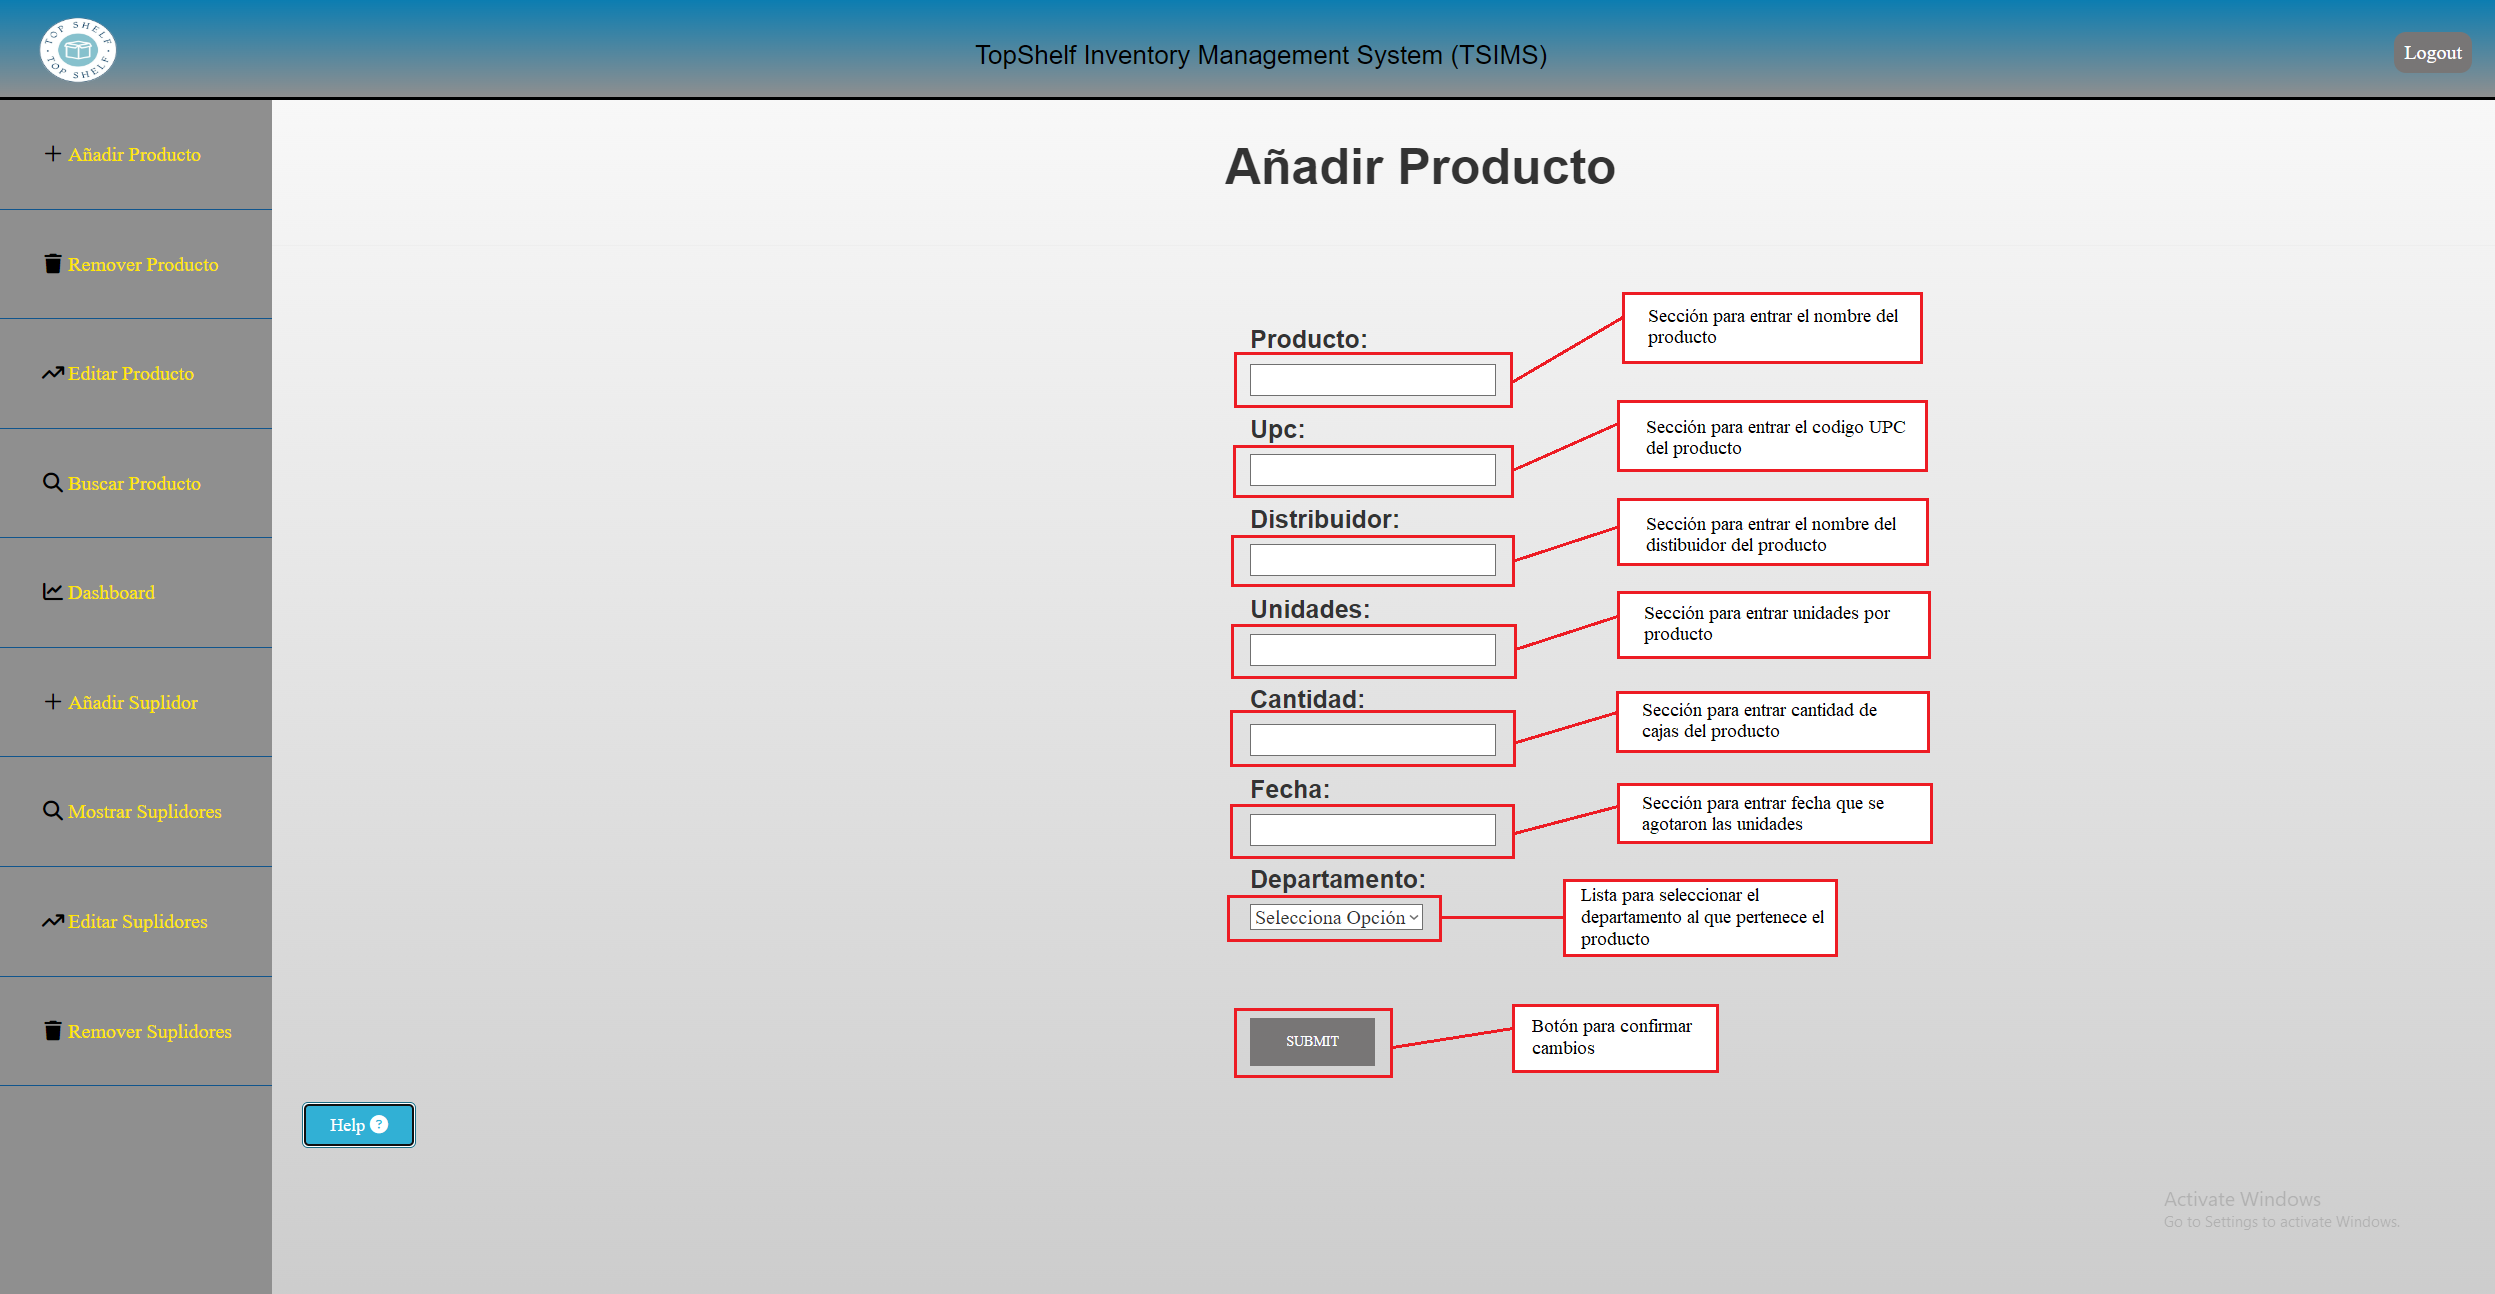 TOP SHELF
TOP SHELF
TopShelf Inventory Management System (TSIMS)
Logout
Añadir Producto
Remover Producto
Editar Producto
Buscar Producto
Dashboard
Añadir Suplidor
Mostrar Suplidores
Editar Suplidores
Remover Suplidores
Añadir Producto
Producto:
Sección para entrar el nombre del
producto
Upc:
Sección para entrar el codigo UPC
del producto
Distribuidor:
Sección para entrar el nombre del
distibuidor del producto
Unidades:
Sección para entrar unidades por
producto
Cantidad:
Sección para entrar cantidad de
cajas del producto
Fecha:
Sección para entrar fecha que se
agotaron las unidades
Departamento:
Selecciona Opción
Lista para seleccionar el
departamento al que pertenece el
producto
SUBMIT
Botón para confirmar
cambios
Help ?
Activate Windows
Go to Settings to activate Windows.